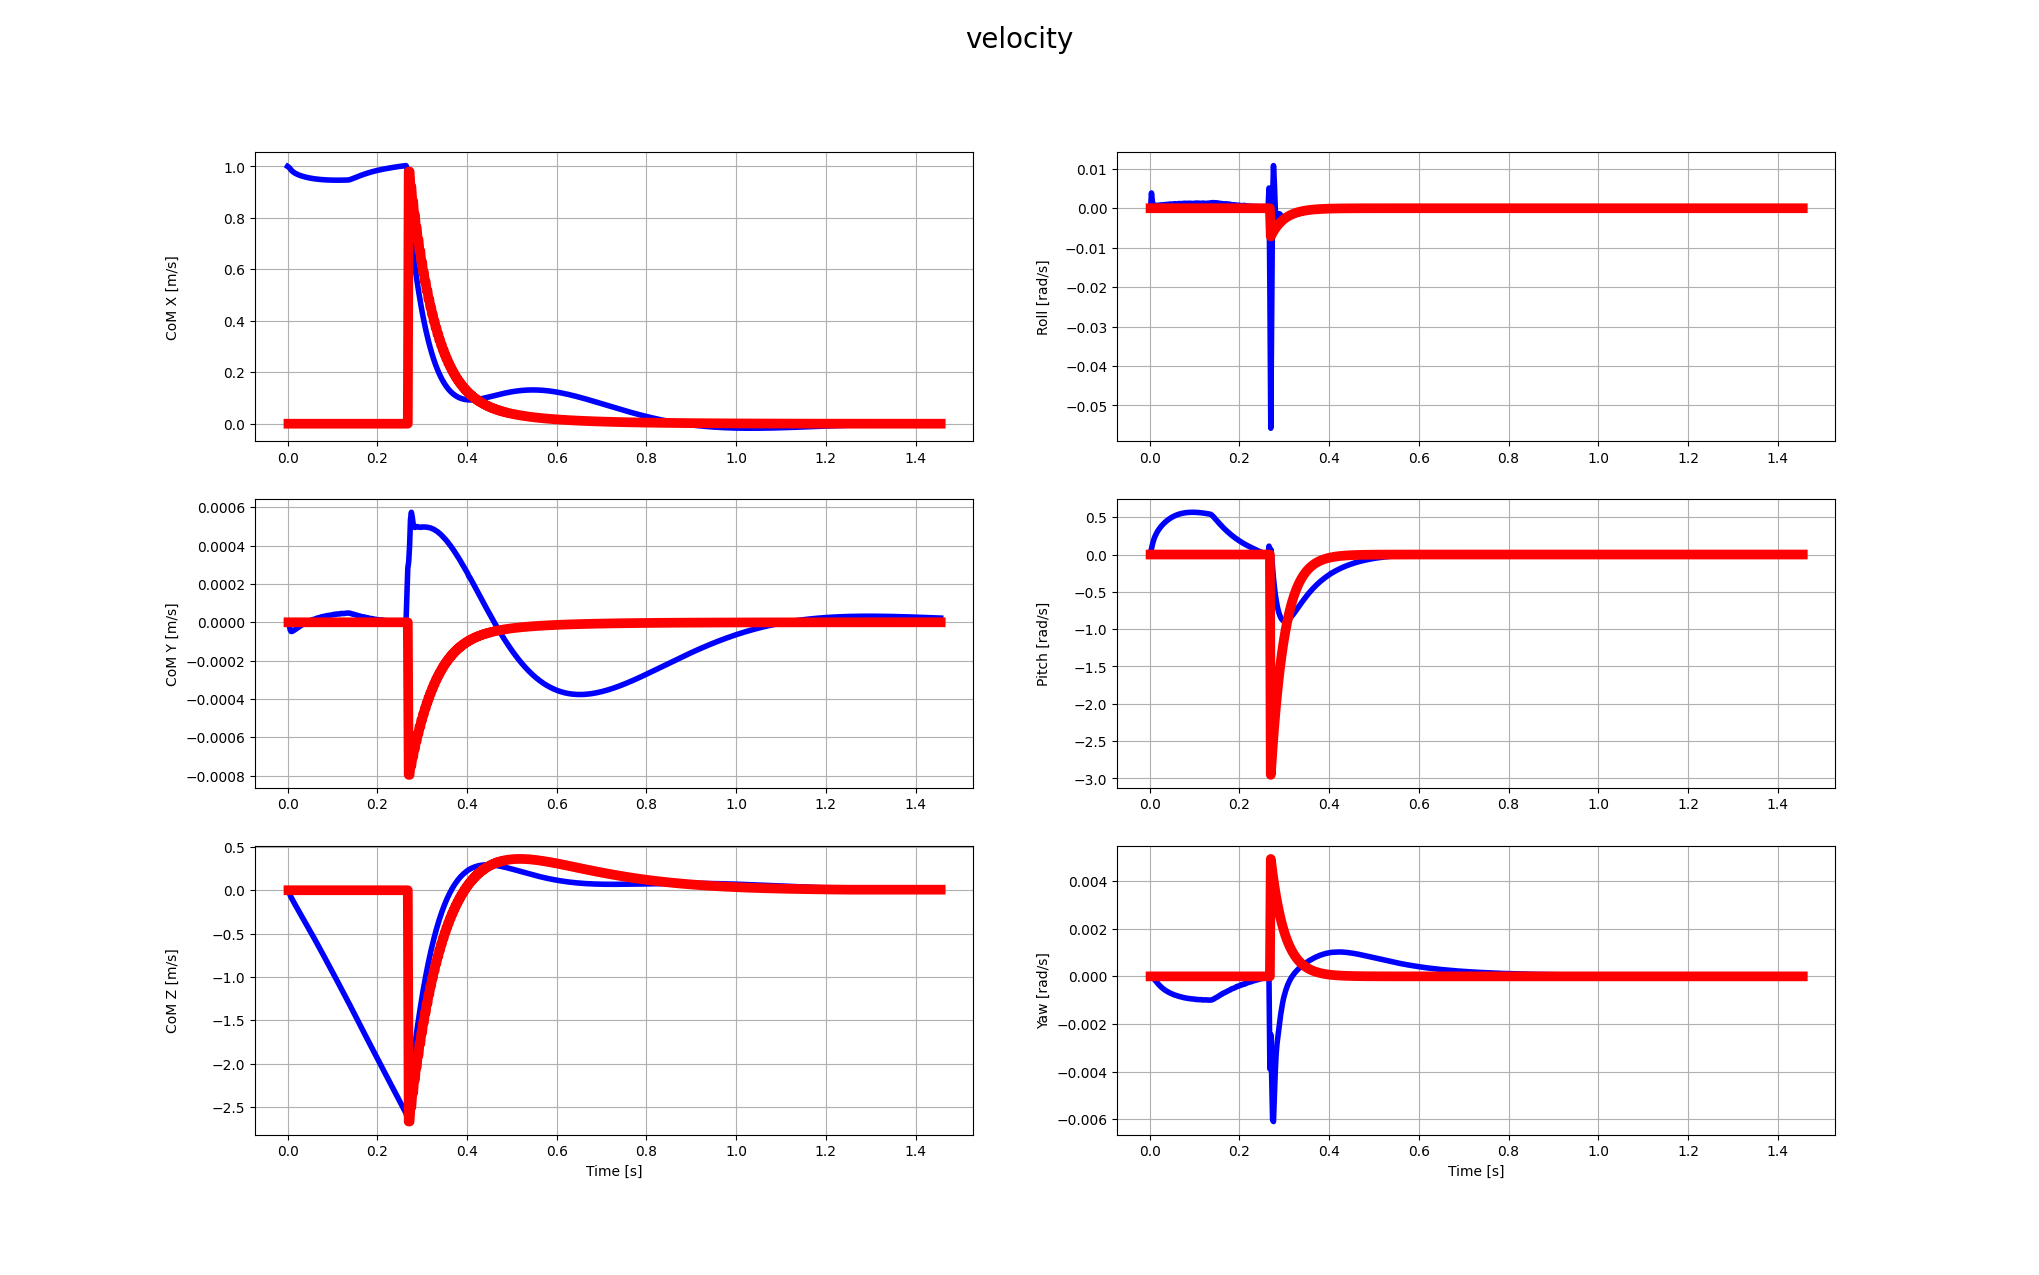 velocity
CoM X [m/s]
1.0
0.8
0.6
0.4
0.2
0.0
0.0 0.2 0.4 0.6 0.8 1.0 1.2 1.4
Roll [rad/s]
0.01
0.00
−0.01
−0.02
−0.03
−0.04
−0.05
0.0 0.2 0.4 0.6 0.8 1.0 1.2 1.4
CoM Y [m/s]
0.0006
0.0004
0.0002
0.0000
−0.0002
−0.0004
−0.0006
−0.0008
0.0 0.2 0.4 0.6 0.8 1.0 1.2 1.4
Pitch [rad/s]
0.5
0.0
−0.5
−1.0
−1.5
−2.0
−2.5
−3.0
0.0 0.2 0.4 0.6 0.8 1.0 1.2 1.4
CoM Z [m/s]
0.5
0.0
−0.5
−1.0
−1.5
−2.0
−2.5
0.0 0.2 0.4 0.6 0.8 1.0 1.2 1.4
Time [s]
Yaw [rad/s]
0.004
0.002
0.000
−0.002
−0.004
−0.006
0.0 0.2 0.4 0.6 0.8 1.0 1.2 1.4
Time [s]